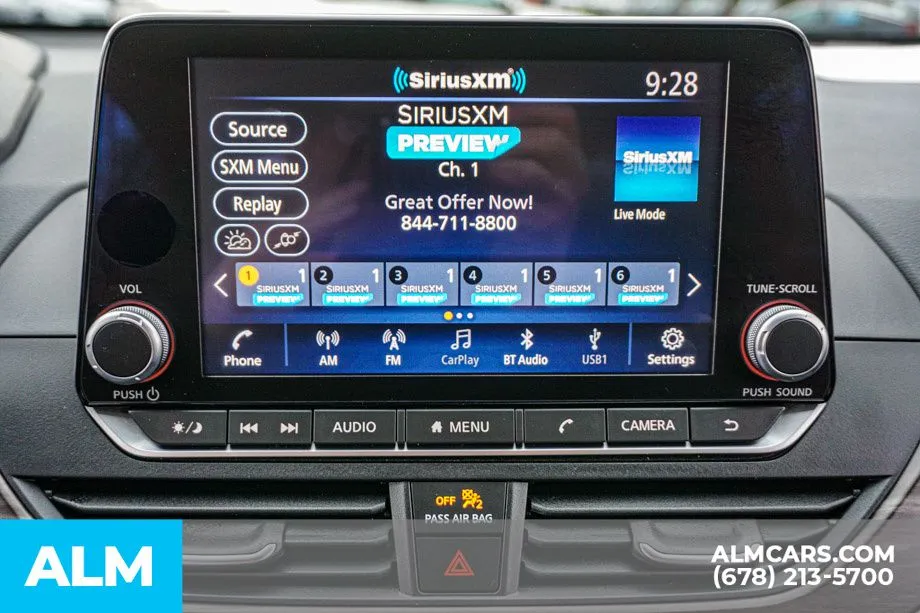 SiriusXM®
9:28
SIRIUSXM
PREVIEW
Ch. 1
Great Offer Now!
844-711-8800
Source
SXM Menu
Replay
SiriusXM
Live Mode
1 1 2 1 3 1 4 1 5 1 6 1
SIRIUSXM SIRIUSXM SIRIUSXM SIRIUSXM SIRIUSXM SIRIUSXM
PREVIEW PREVIEW PREVIEW PREVIEW PREVIEW PREVIEW
Phone AM FM CarPlay BT Audio USB1 Settings
VOL
PUSH
TUNE·SCROLL
PUSH SOUND
AUDIO MENU CAMERA
OFF 2
PASS AIR BAG
ALM
ALMCARS.COM
(678) 213-5700